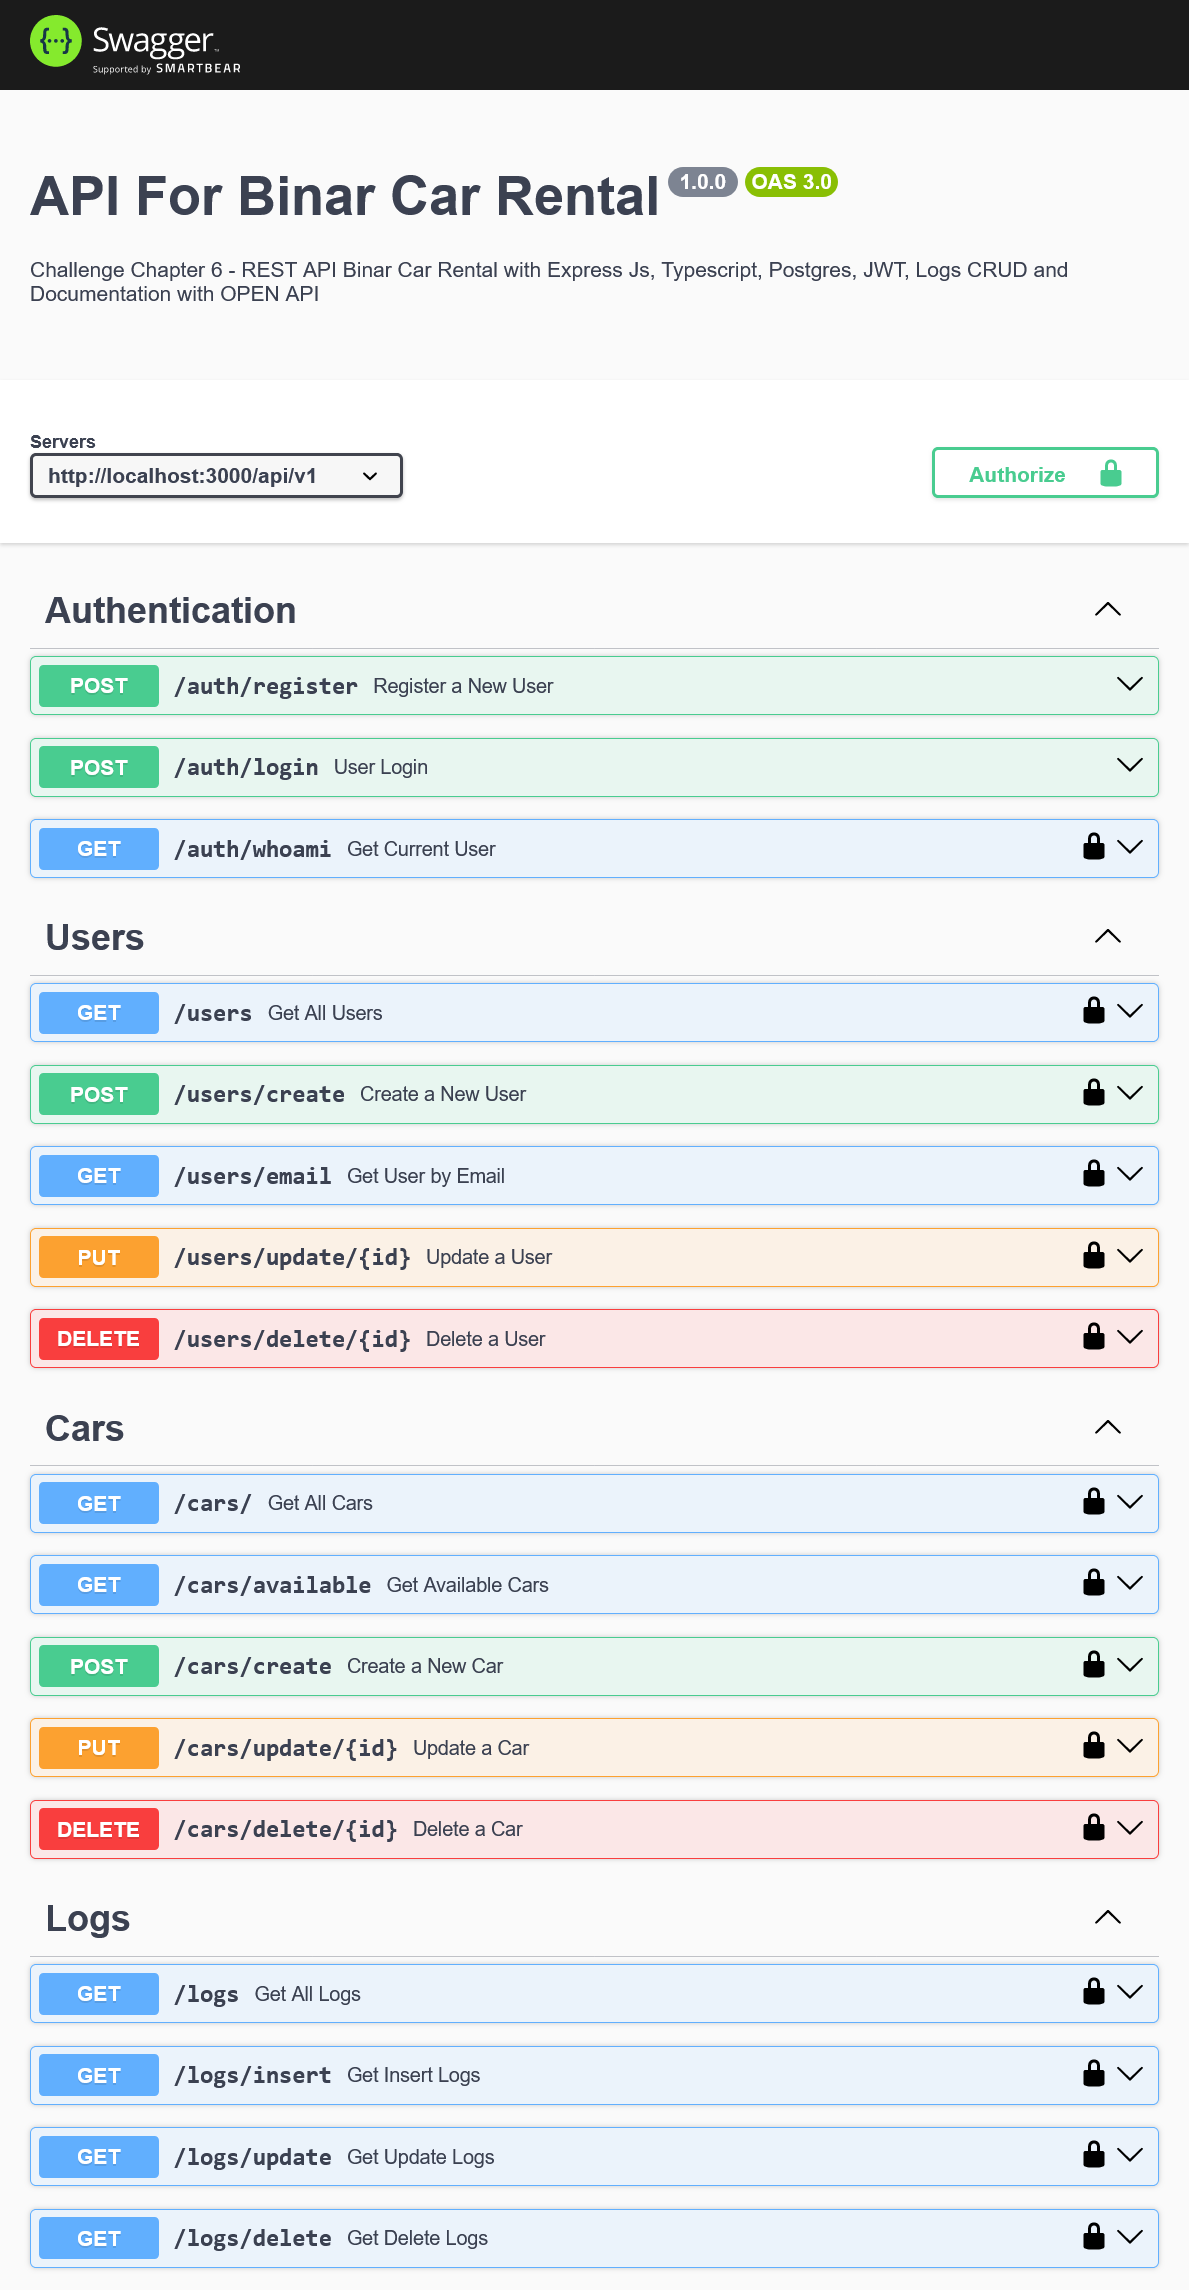 {···} Swagger™
Supported by SMARTBEAR
API For Binar Car Rental 1.0.0 OAS 3.0
Challenge Chapter 6 - REST API Binar Car Rental with Express Js, Typescript, Postgres, JWT, Logs CRUD and
Documentation with OPEN API
Servers
http://localhost:3000/api/v1
Authorize
Authentication
POST /auth/register Register a New User
POST /auth/login User Login
GET /auth/whoami Get Current User
Users
GET /users Get All Users
POST /users/create Create a New User
GET /users/email Get User by Email
PUT /users/update/{id} Update a User
DELETE /users/delete/{id} Delete a User
Cars
GET /cars/ Get All Cars
GET /cars/available Get Available Cars
POST /cars/create Create a New Car
PUT /cars/update/{id} Update a Car
DELETE /cars/delete/{id} Delete a Car
Logs
GET /logs Get All Logs
GET /logs/insert Get Insert Logs
GET /logs/update Get Update Logs
GET /logs/delete Get Delete Logs